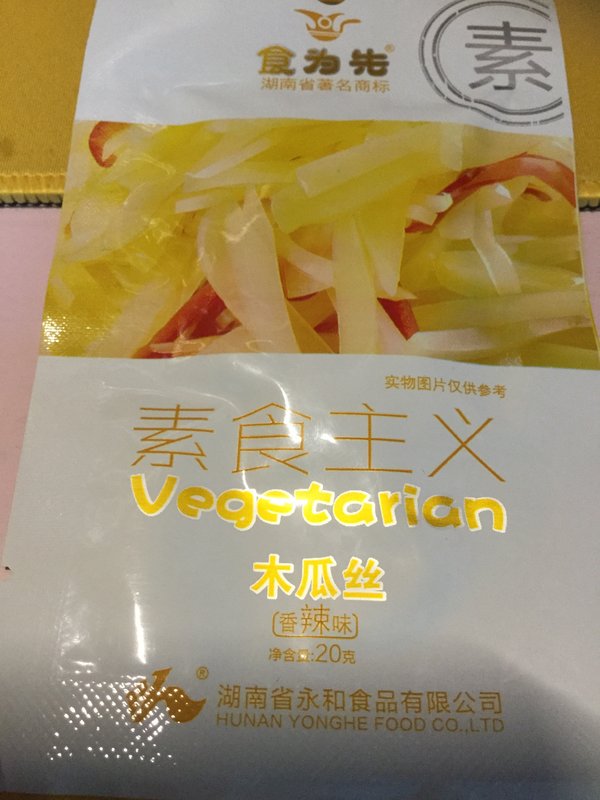 食为先®
素
湖南省著名商标
实物图片仅供参考
素食主义
Vegetarian
木瓜丝
香辣味
净含量:20克
®
湖南省永和食品有限公司
HUNAN YONGHE FOOD CO.,LTD